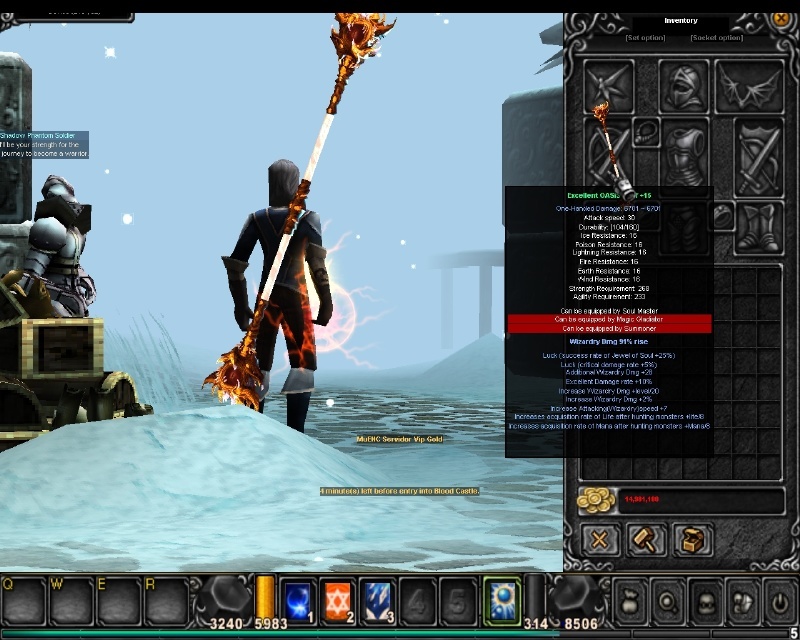 Inventory
[Set option] [Socket option]
Shadow Phantom Soldier
I'll be your strength for the
journey to become a warrior.
Excellent OASis +15
One-Handed Damage: 6701 ~ 6701
Attack speed: 30
Durability: [104/160]
Ice Resistance: 16
Poison Resistance: 16
Lightning Resistance: 16
Fire Resistance: 16
Earth Resistance: 16
Wind Resistance: 16
Strength Requirement: 268
Agility Requirement: 233
Can be equipped by Soul Master
Can be equipped by Magic Gladiator
Can be equipped by Summoner
Wizardry Dmg 91% rise
Luck (success rate of Jewel of Soul +25%)
Luck (critical damage rate +5%)
Additional Wizardry Dmg +28
Excellent Damage rate +10%
Increase Wizardry Dmg +level/20
Increase Wizardry Dmg +2%
Increase Attacking(Wizardry)speed +7
Increases acquisition rate of Life after hunting monsters +life/8
Increases acquisition rate of Mana after hunting monsters +Mana/8
MuEHC Servidor Vip Gold
4 minute(s) left before entry into Blood Castle.
14,981,188
Q W E R
1 2 3 4 5
3240 5983 314 8506
5